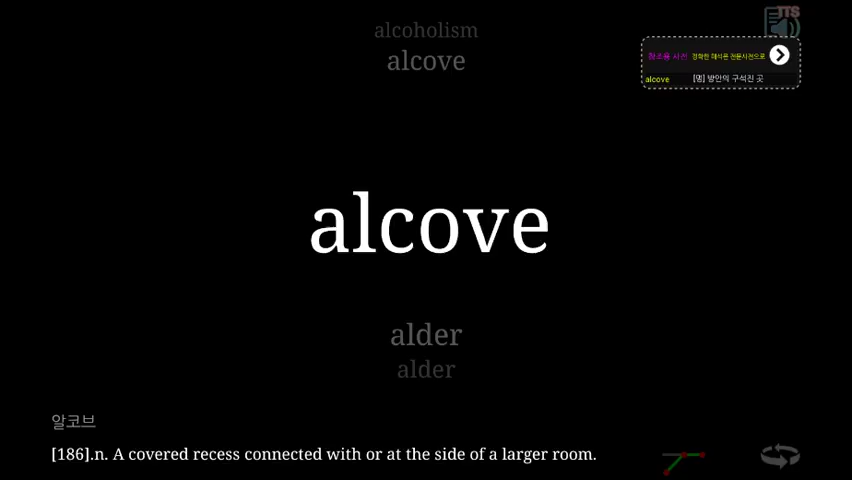 alcoholism
alcove
TTS
참조용 사전 정확한 해석은 전문사전으로
alcove [명] 방안의 구석진 곳
alcove
alder
alder
알코브
[186].n. A covered recess connected with or at the side of a larger room.